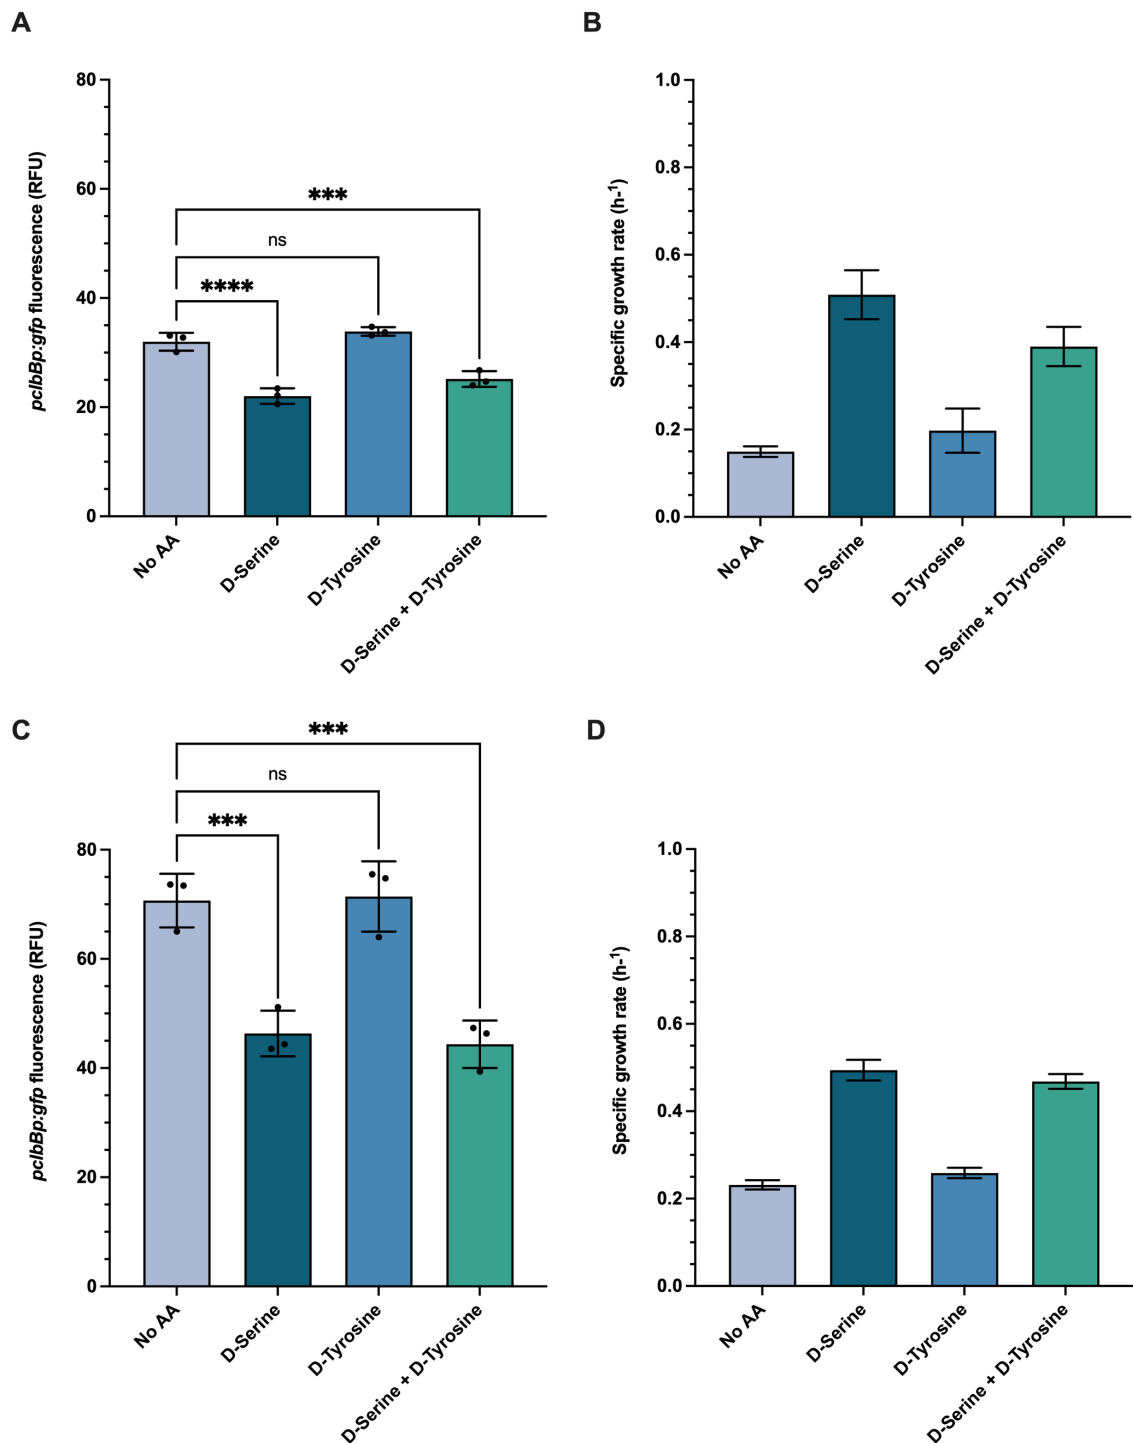 A
pclbBp:gfp fluorescence (RFU)
80
60
40
20
0
***
ns
****
No AA
D-Serine
D-Tyrosine
D-Serine + D-Tyrosine
B
Specific growth rate (h-¹)
1.0
0.8
0.6
0.4
0.2
0.0
No AA
D-Serine
D-Tyrosine
D-Serine + D-Tyrosine
C
pclbBp:gfp fluorescence (RFU)
***
ns
***
80
60
40
20
0
No AA
D-Serine
D-Tyrosine
D-Serine + D-Tyrosine
D
Specific growth rate (h-¹)
1.0
0.8
0.6
0.4
0.2
0.0
No AA
D-Serine
D-Tyrosine
D-Serine + D-Tyrosine